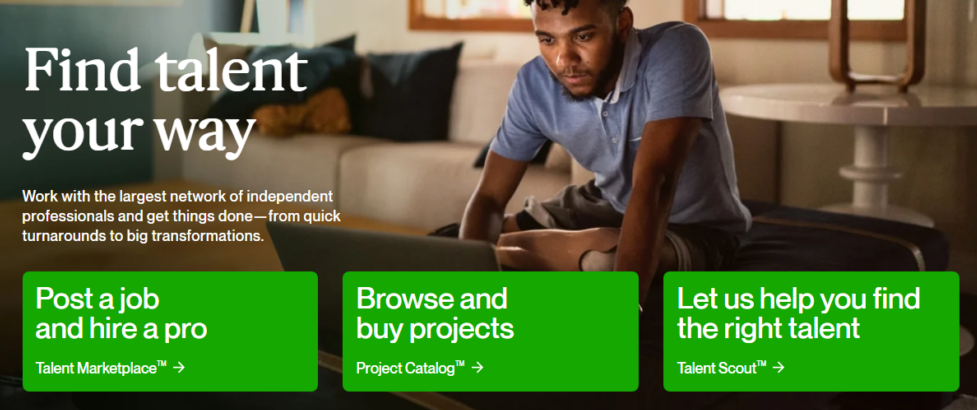 Find talent
your way
Work with the largest network of independent
professionals and get things done—from quick
turnarounds to big transformations.
Post a job
and hire a pro
Talent Marketplace™ →
Browse and
buy projects
Project Catalog™ →
Let us help you find
the right talent
Talent Scout™ →